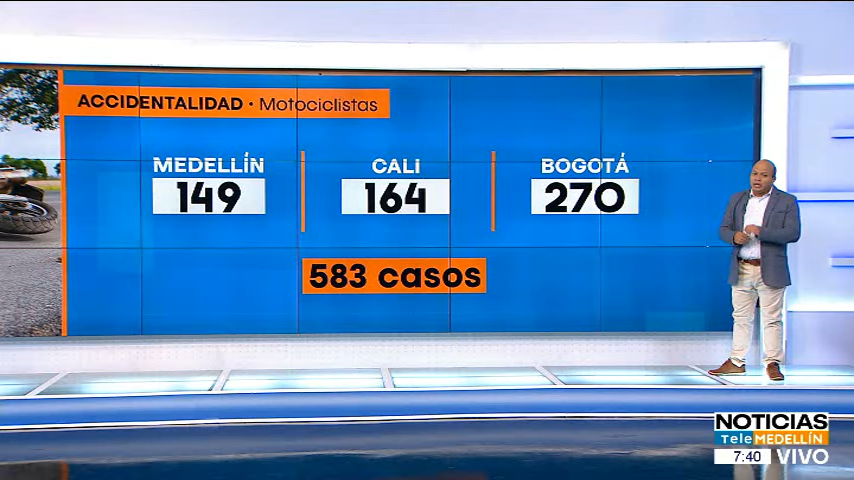 ACCIDENTALIDAD • Motociclistas
MEDELLÍN
149
CALI
164
BOGOTÁ
270
583 casos
NOTICIAS
Tele MEDELLÍN
7:40 VIVO